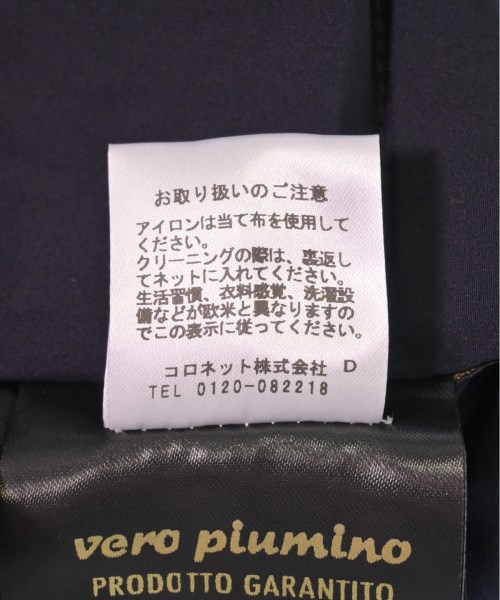 お取り扱いのご注意
アイロンは当て布を使用して
ください。
クリーニングの際は、裏返し
てネットに入れてください。
生活習慣、衣料感覚、洗濯設
備などが欧米と異なりますの
でこの表示に従ってください。
コロネット株式会社 D
TEL 0120-082218
vero piumino
PRODOTTO GARANTITO